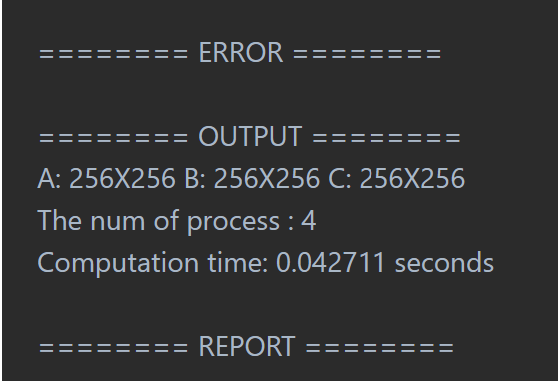 ======== ERROR ========
======== OUTPUT ========
A: 256X256 B: 256X256 C: 256X256
The num of process : 4
Computation time: 0.042711 seconds
======== REPORT ========